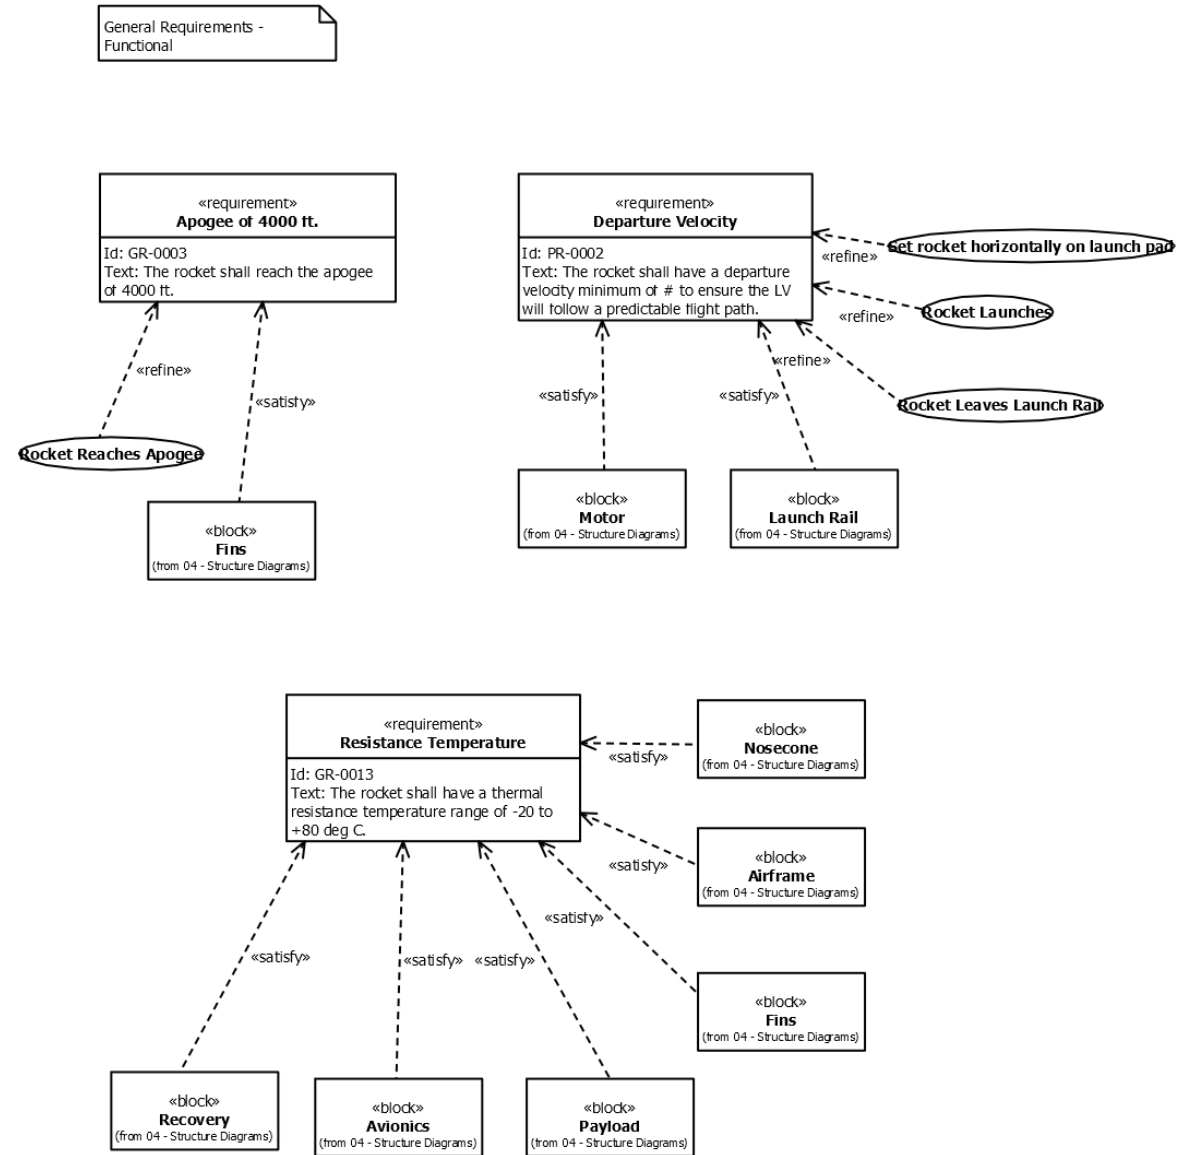 General Requirements -
Functional
«requirement»
Apogee of 4000 ft.
Id: GR-0003
Text: The rocket shall reach the apogee
of 4000 ft.
«refine»
«satisfy»
Rocket Reaches Apogee
«block»
Fins
(from 04 - Structure Diagrams)
«requirement»
Departure Velocity
Id: PR-0002
Text: The rocket shall have a departure
velocity minimum of # to ensure the LV
will follow a predictable flight path.
Set rocket horizontally on launch pad
«refine»
Rocket Launches
«refine»
«refine»
Rocket Leaves Launch Rail
«satisfy»
«satisfy»
«block»
Motor
(from 04 - Structure Diagrams)
«block»
Launch Rail
(from 04 - Structure Diagrams)
«requirement»
Resistance Temperature
Id: GR-0013
Text: The rocket shall have a thermal
resistance temperature range of -20 to
+80 deg C.
«satisfy»
«block»
Nosecone
(from 04 - Structure Diagrams)
«satisfy»
«block»
Airframe
(from 04 - Structure Diagrams)
«satisfy»
«block»
Fins
(from 04 - Structure Diagrams)
«satisfy»
«satisfy»
«satisfy»
«block»
Recovery
(from 04 - Structure Diagrams)
«block»
Avionics
(from 04 - Structure Diagrams)
«block»
Payload
(from 04 - Structure Diagrams)